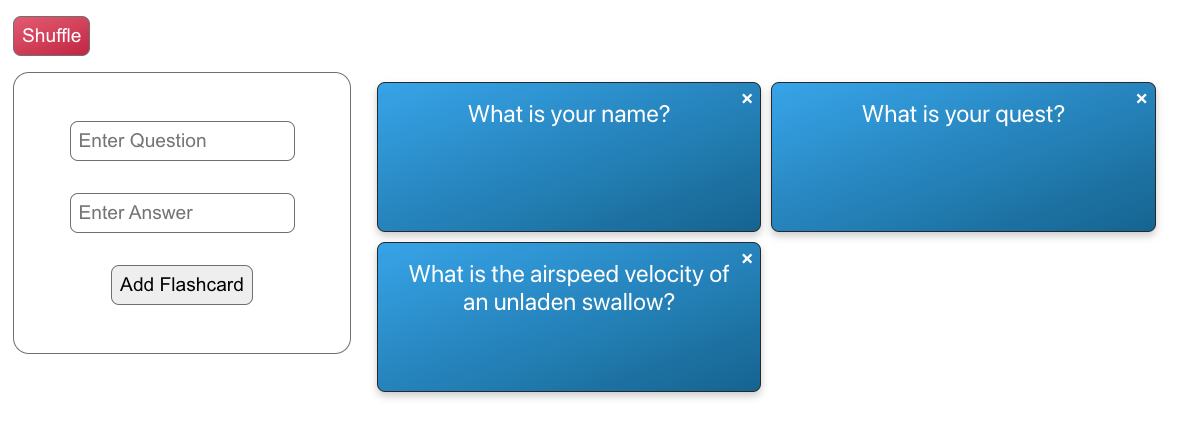 Shuffle
Enter Question
Enter Answer
Add Flashcard
What is your name?
×
What is your quest?
×
What is the airspeed velocity of
an unladen swallow?
×